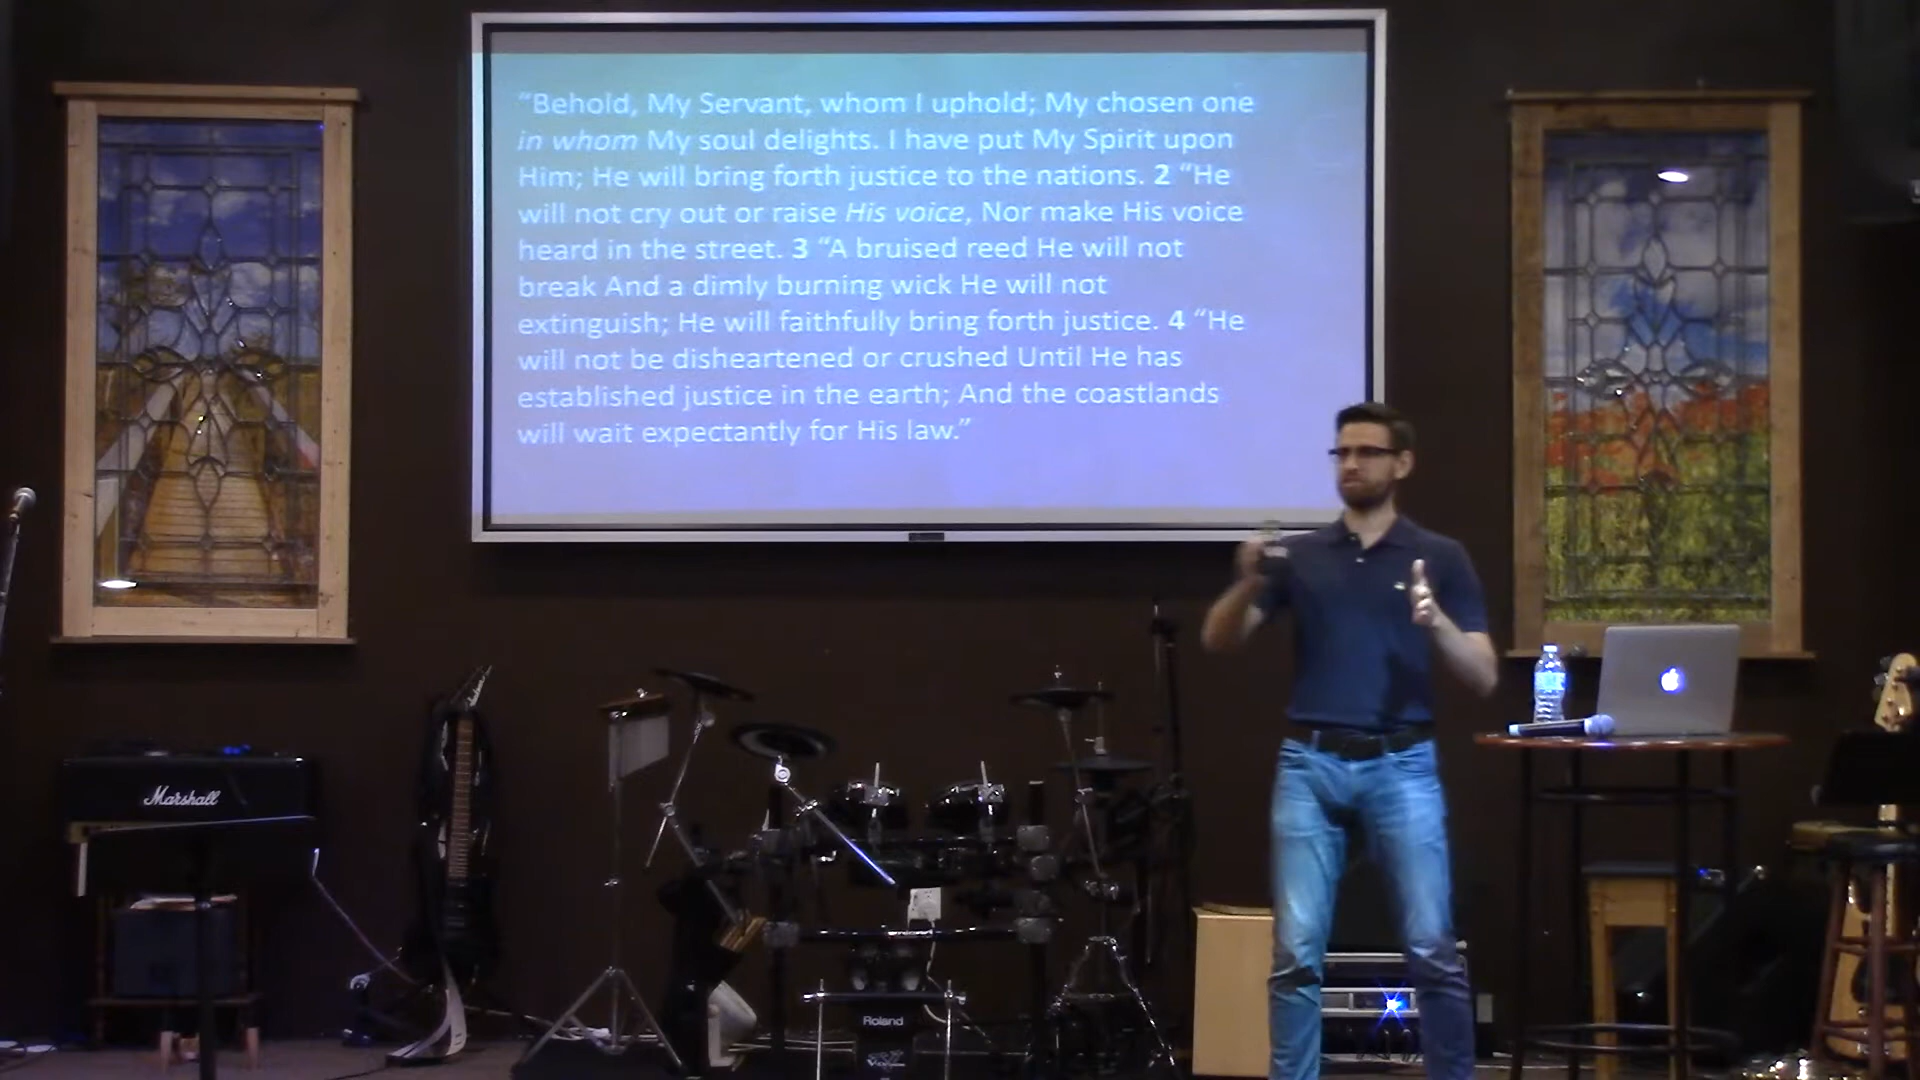 “Behold, My Servant, whom I uphold; My chosen one
in whom My soul delights. I have put My Spirit upon
Him; He will bring forth justice to the nations. 2 “He
will not cry out or raise His voice, Nor make His voice
heard in the street. 3 “A bruised reed He will not
break And a dimly burning wick He will not
extinguish; He will faithfully bring forth justice. 4 “He
will not be disheartened or crushed Until He has
established justice in the earth; And the coastlands
will wait expectantly for His law.”
Marshall
Roland